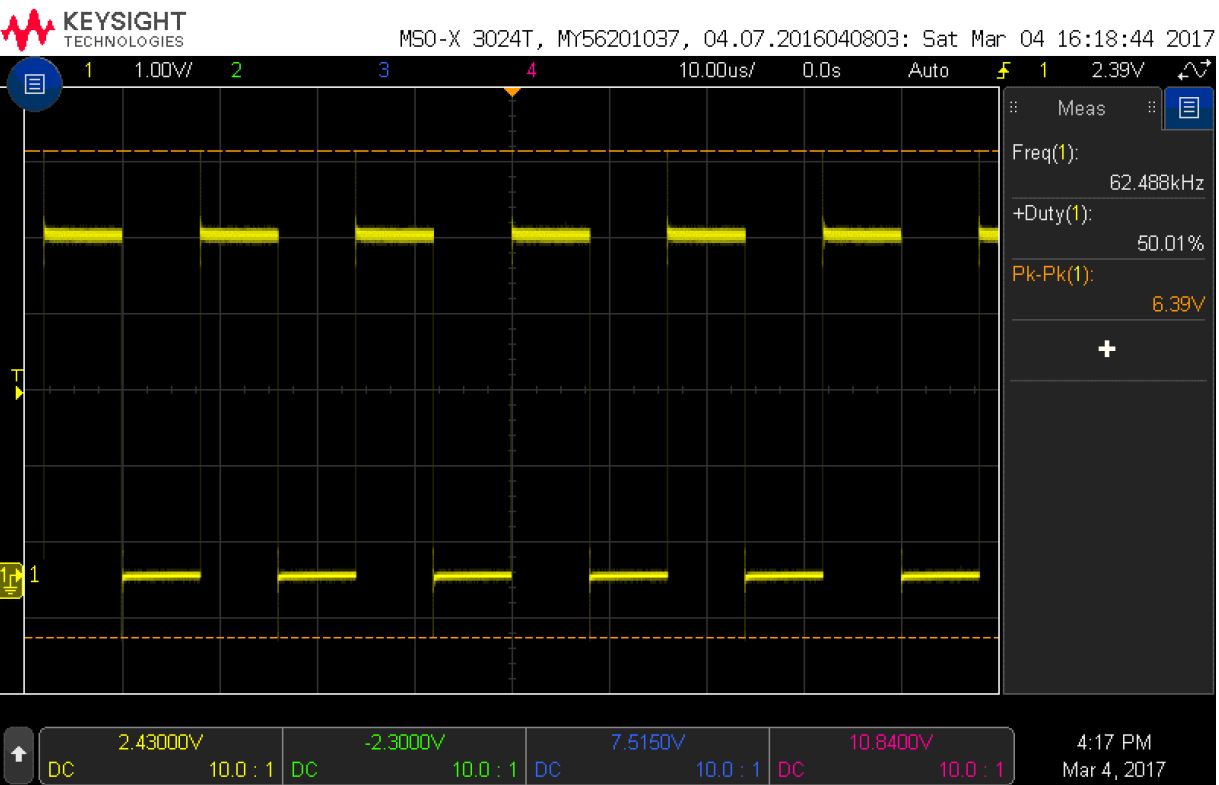 KEYSIGHT
TECHNOLOGIES
MSO-X 3024T, MY56201037, 04.07.2016040803: Sat Mar 04 16:18:44 2017
1 1.00V/ 2 3 4 10.00us/ 0.0s Auto 1 2.39V
Meas
Freq(1):
62.488kHz
+Duty(1):
50.01%
Pk-Pk(1):
6.39V
T
1 1
2.43000V -2.3000V 7.5150V 10.8400V
DC 10.0 : 1 DC 10.0 : 1 DC 10.0 : 1 DC 10.0 : 1
4:17 PM
Mar 4, 2017